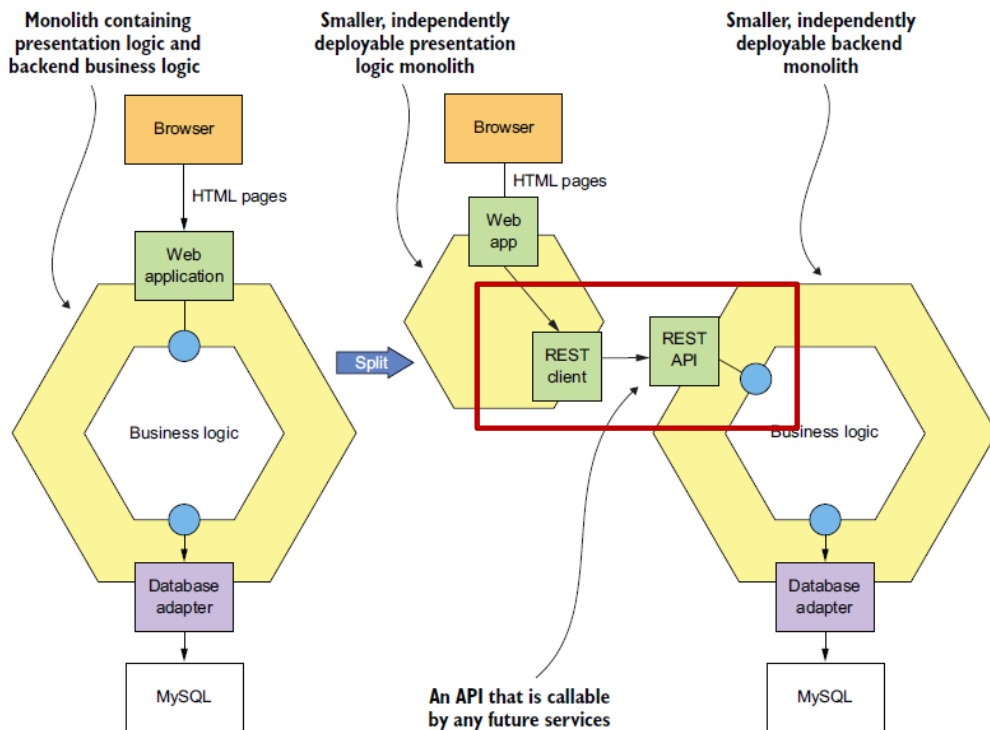 Monolith containing
presentation logic and
backend business logic
Smaller, independently
deployable presentation
logic monolith
Smaller, independently
deployable backend
monolith
Browser
HTML pages
Web
application
Business logic
Database
adapter
MySQL
Split
Browser
HTML pages
Web
app
REST
client
REST
API
Business logic
Database
adapter
MySQL
An API that is callable
by any future services